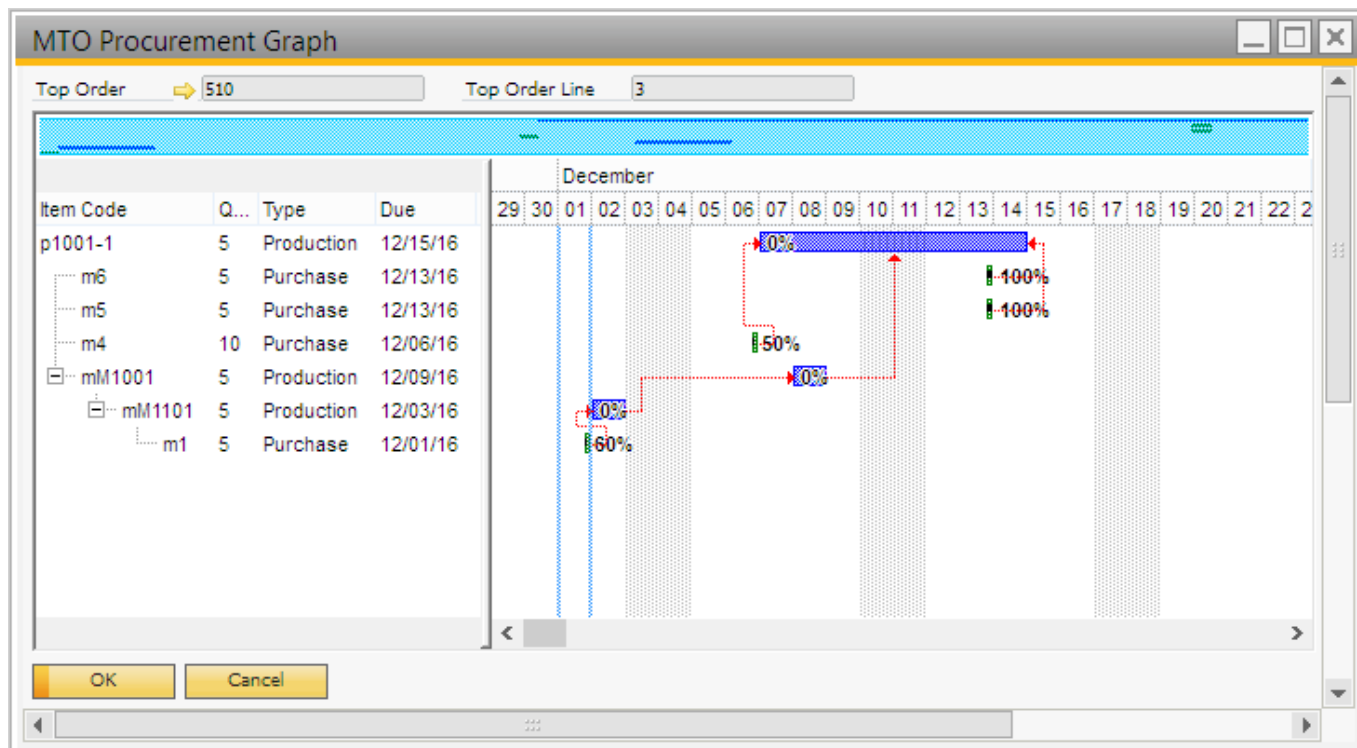 MTO Procurement Graph
Top Order 510 Top Order Line 3
December
Item Code Q... Type Due 29 30 01 02 03 04 05 06 07 08 09 10 11 12 13 14 15 16 17 18 19 20 21 22 2
p1001-1 5 Production 12/15/16 0%
m6 5 Purchase 12/13/16 100%
m5 5 Purchase 12/13/16 100%
m4 10 Purchase 12/06/16 50%
mM1001 5 Production 12/09/16 0%
mM1101 5 Production 12/03/16 0%
m1 5 Purchase 12/01/16 60%
OK Cancel